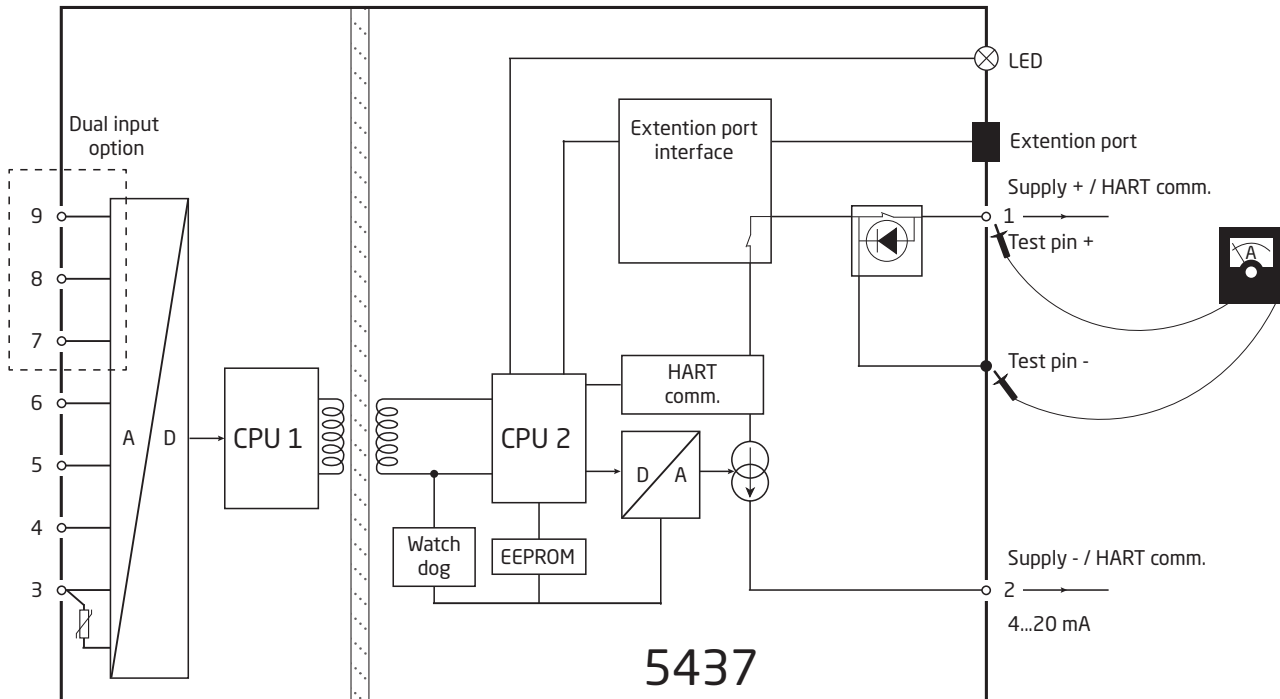 LED
Dual input
option
Extention port
interface
Extention port
Supply + / HART comm.
9
1
Test pin +
A
8
7
Test pin -
HART
comm.
6
A
D
CPU 1
CPU 2
5
D
A
4
Watch
dog
EEPROM
3
Supply - / HART comm.
2
4...20 mA
5437